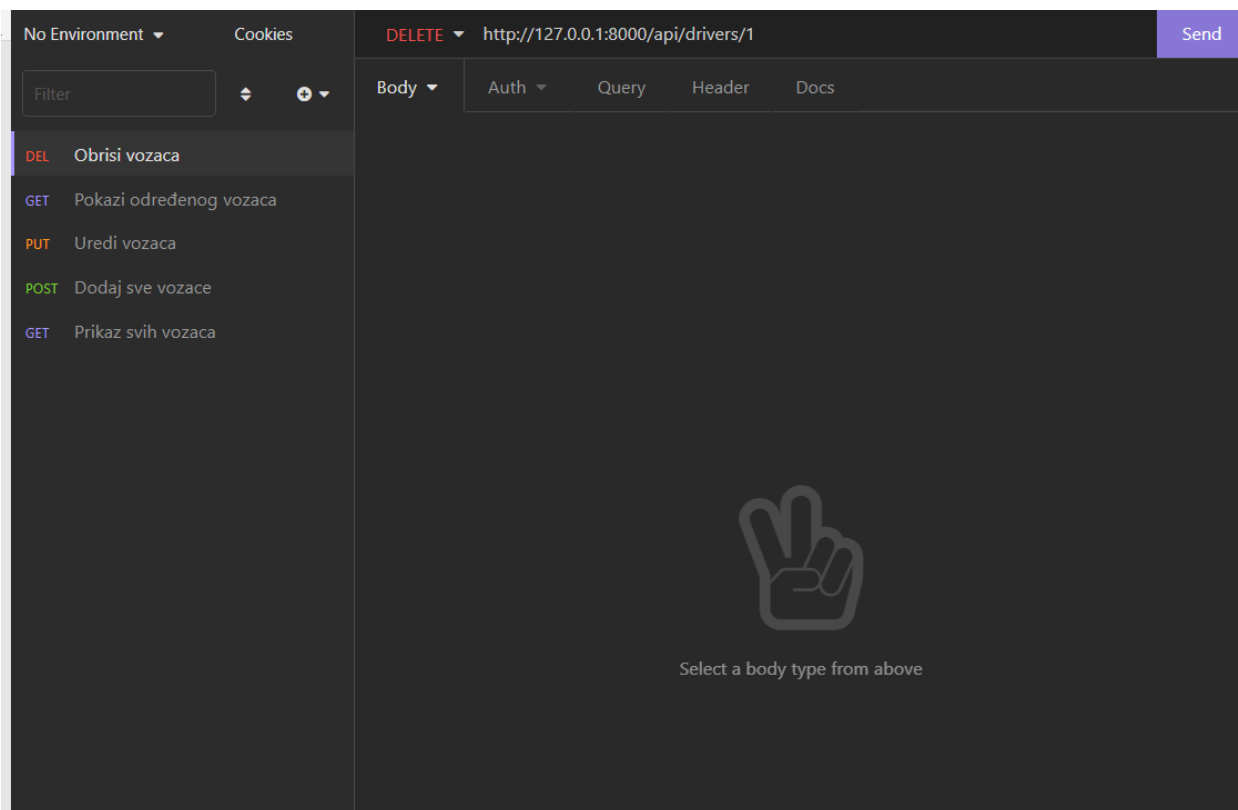 No Environment Cookies
DELETE http://127.0.0.1:8000/api/drivers/1 Send
Filter
Body Auth Query Header Docs
DEL Obrisi vozaca
GET Pokazi određenog vozaca
PUT Uredi vozaca
POST Dodaj sve vozace
GET Prikaz svih vozaca
Select a body type from above